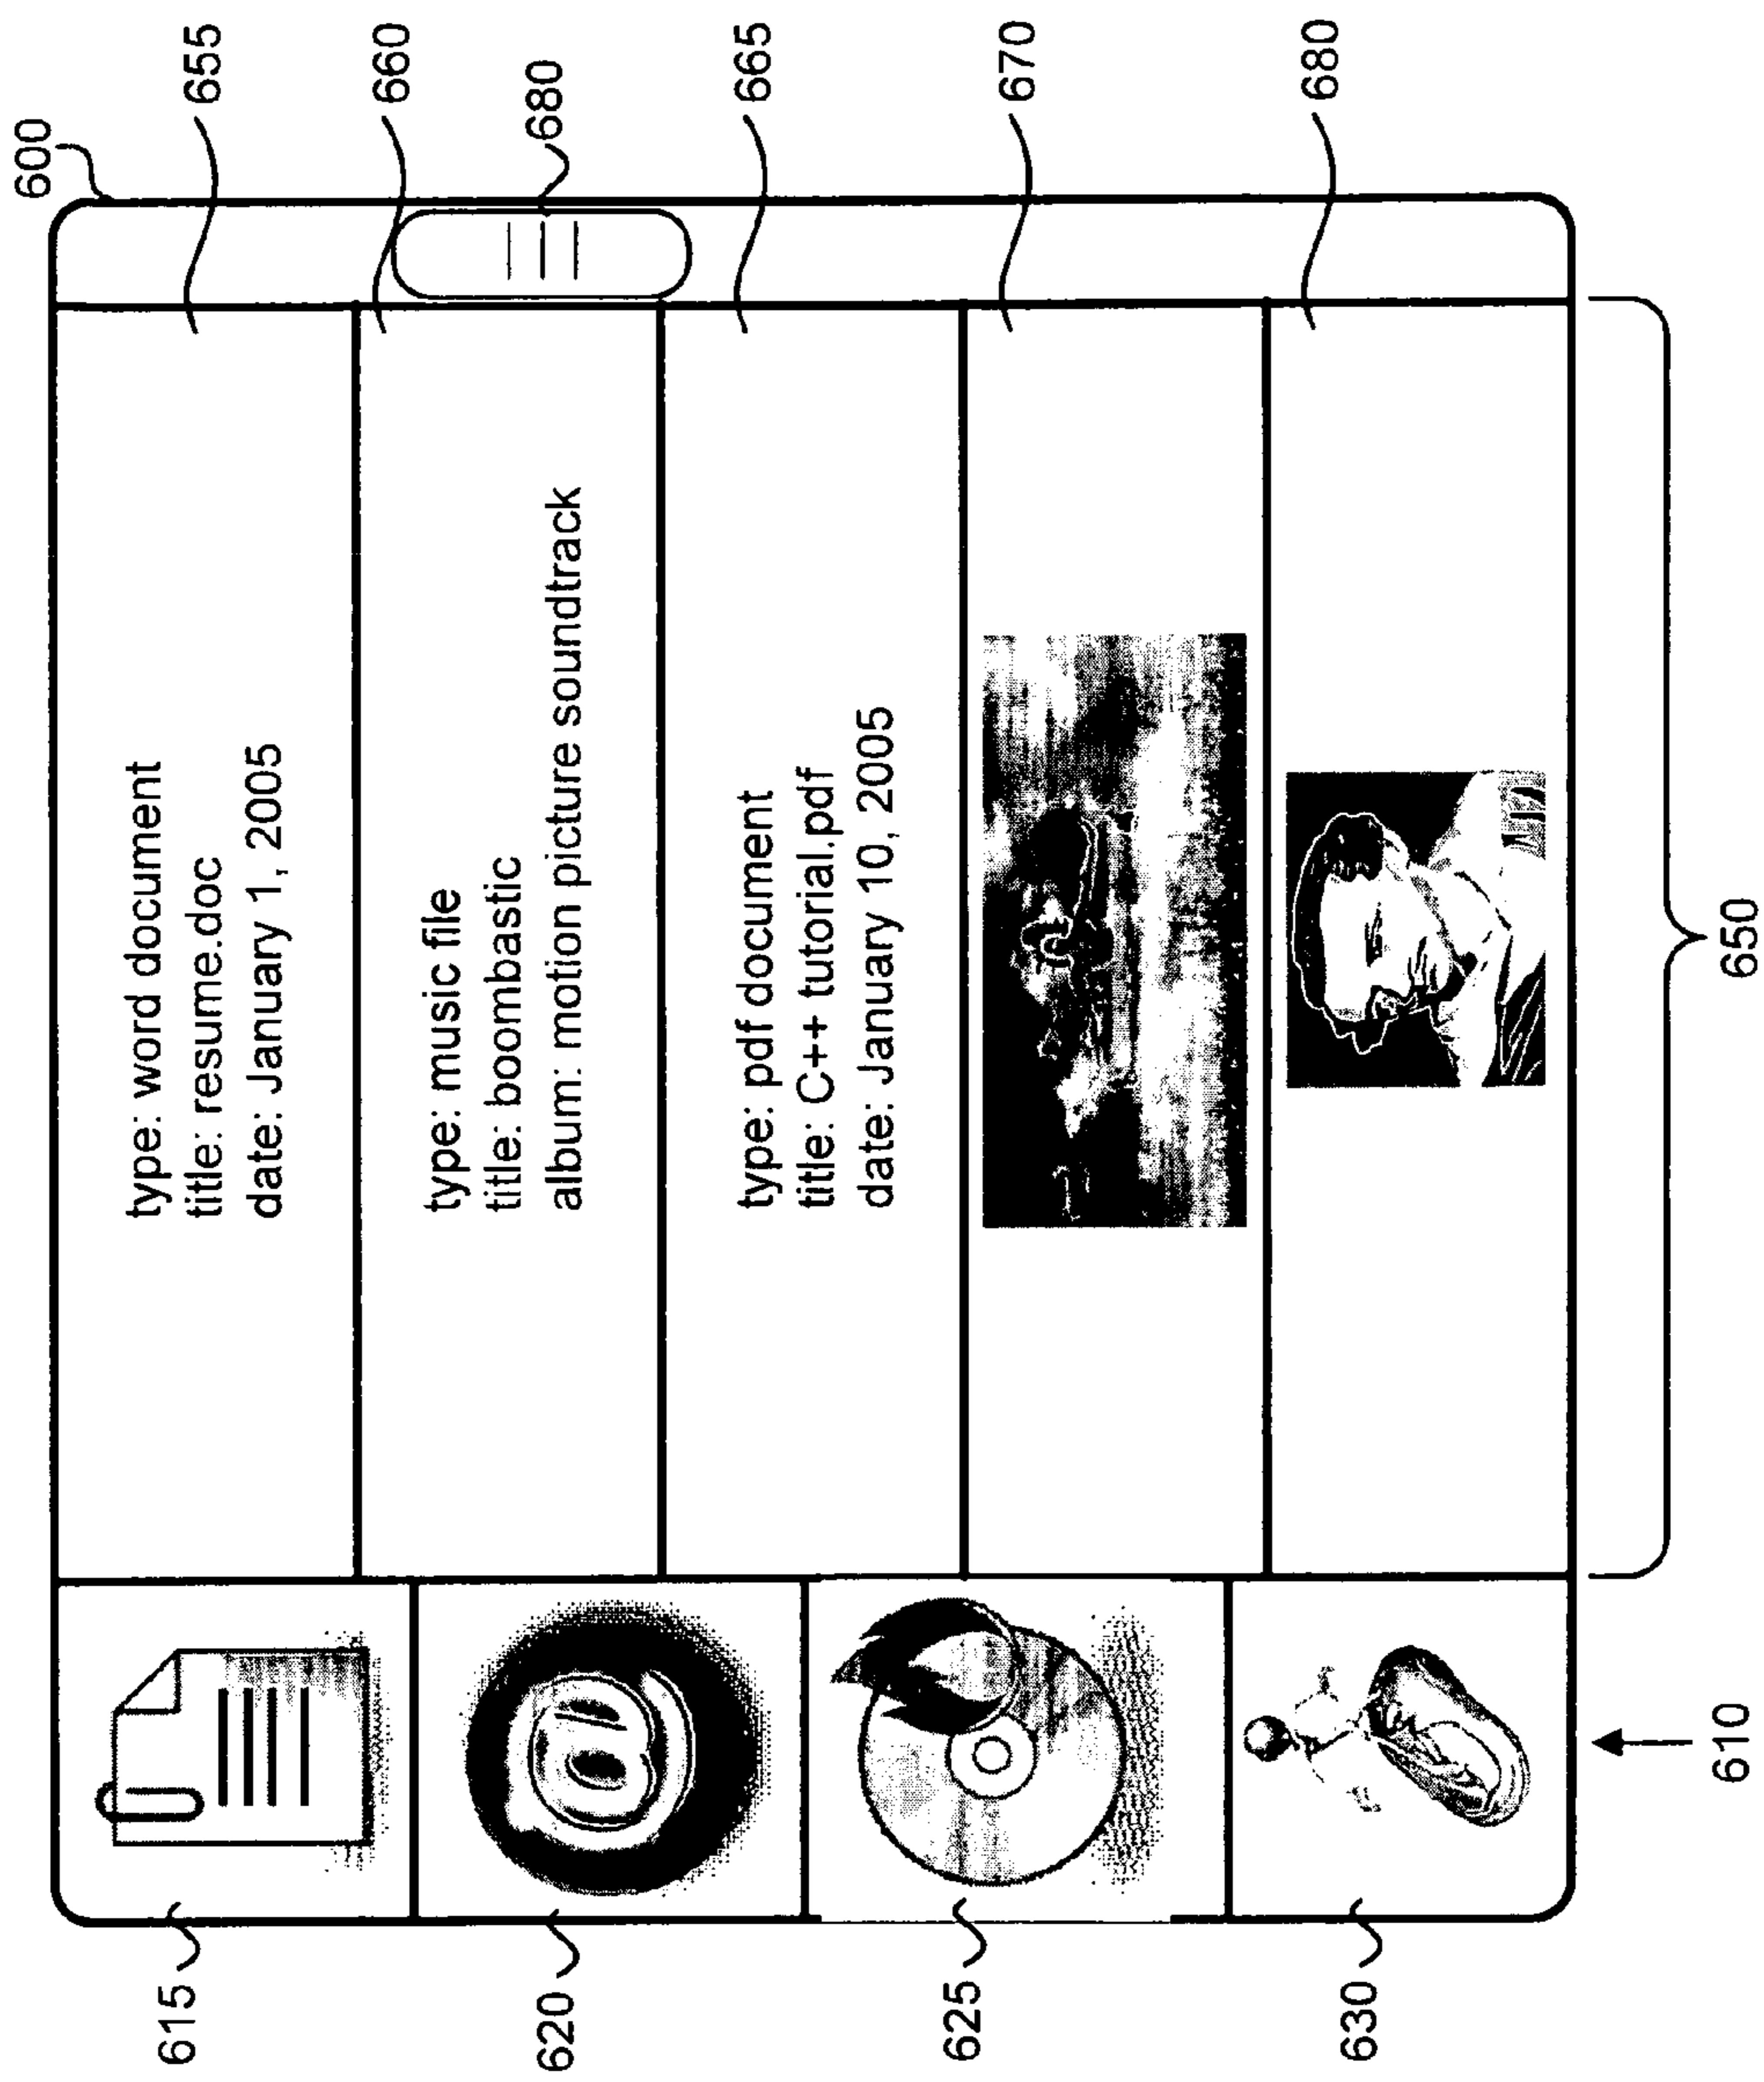 600
655
660
680
665
670
680
type: word document
title: resume.doc
date: January 1, 2005
type: music file
title: boombastic
album: motion picture soundtrack
type: pdf document
title: C++ tutorial.pdf
date: January 10, 2005
615
620
625
630
610
650